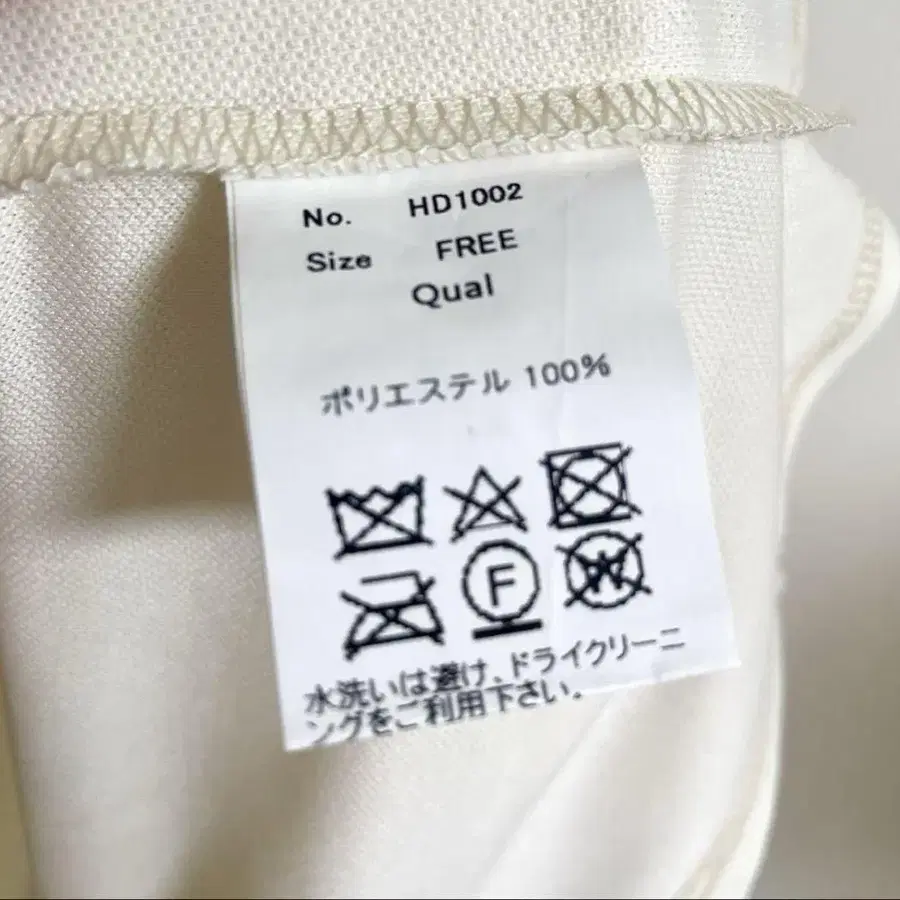 No. HD1002
Size FREE
Qual
ポリエステル 100%
F
W
水洗いは避け、ドライクリーニ
ングをご利用下さい。